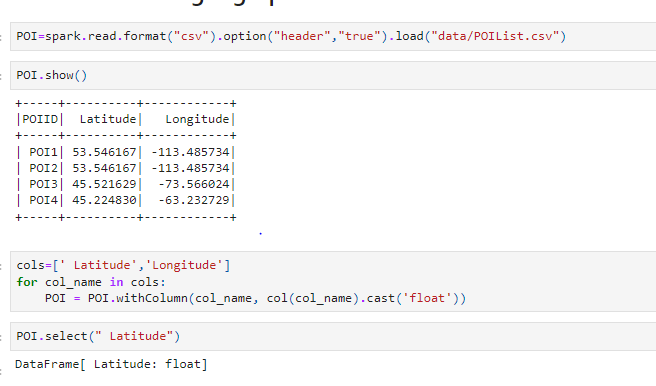 POI=spark.read.format("csv").option("header","true").load("data/POIList.csv")
POI.show()
+-----+----------+------------+
|POIID|  Latitude|   Longitude|
+-----+----------+------------+
| POI1| 53.546167| -113.485734|
| POI2| 53.546167| -113.485734|
| POI3| 45.521629|  -73.566024|
| POI4| 45.224830|  -63.232729|
+-----+----------+------------+
cols=[' Latitude','Longitude']
for col_name in cols:
    POI = POI.withColumn(col_name, col(col_name).cast('float'))
POI.select(" Latitude")
DataFrame[ Latitude: float]